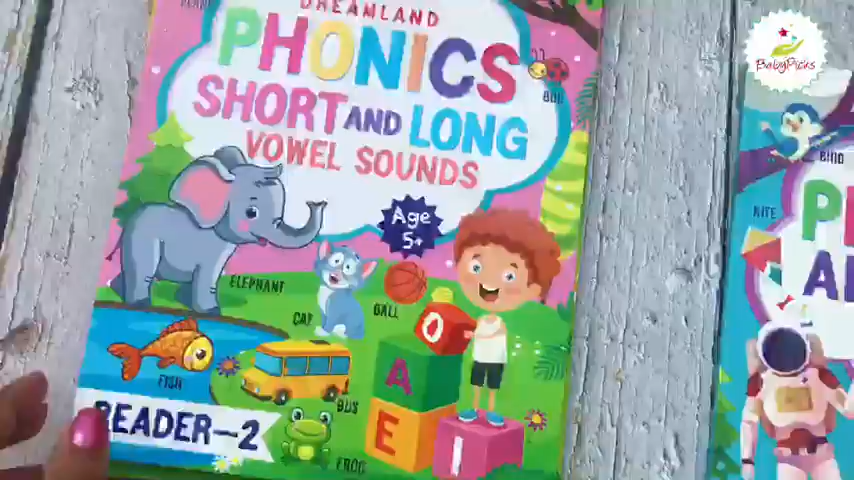 DREAMLAND
PHONICS
SHORT AND LONG
VOWEL SOUNDS
Age
5+
BUG
ELEPHANT
CAT
BALL
O
A
E
I
FISH
BUS
READER-2
FROG
BabyPicks
BIRD
KITE